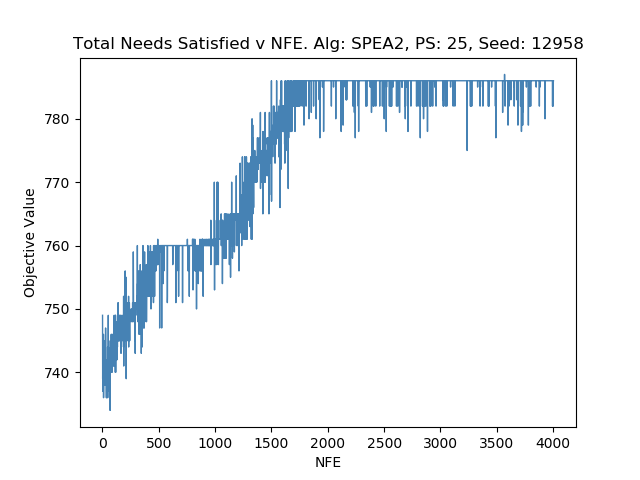 Total Needs Satisfied v NFE. Alg: SPEA2, PS: 25, Seed: 12958
780
770
760
750
740
Objective Value
0 500 1000 1500 2000 2500 3000 3500 4000
NFE